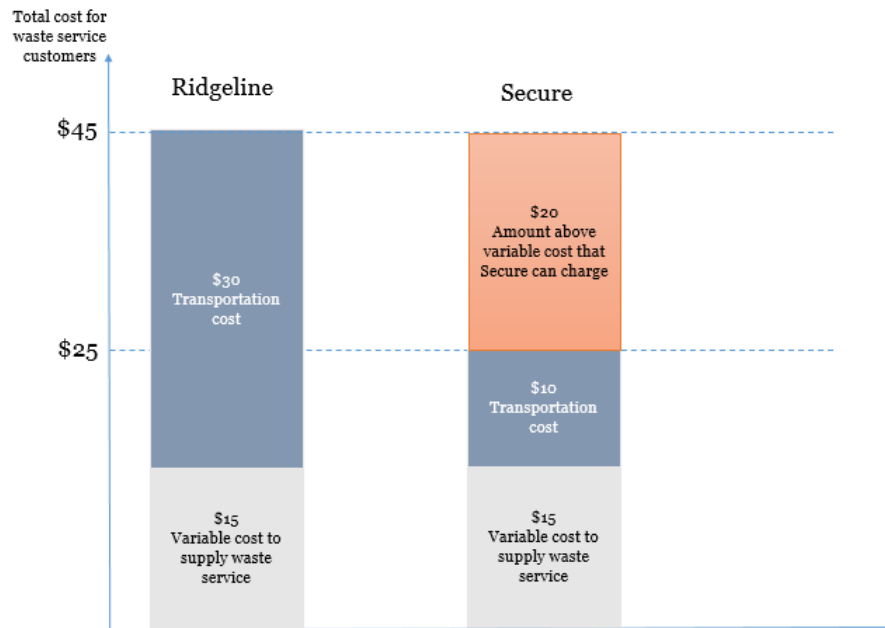 Total cost for
waste service
customers
Ridgeline
Secure
$45
$20
Amount above
variable cost that
Secure can charge
$30
Transportation
cost
$25
$10
Transportation
cost
$15
Variable cost to
supply waste
service
$15
Variable cost to
supply waste
service